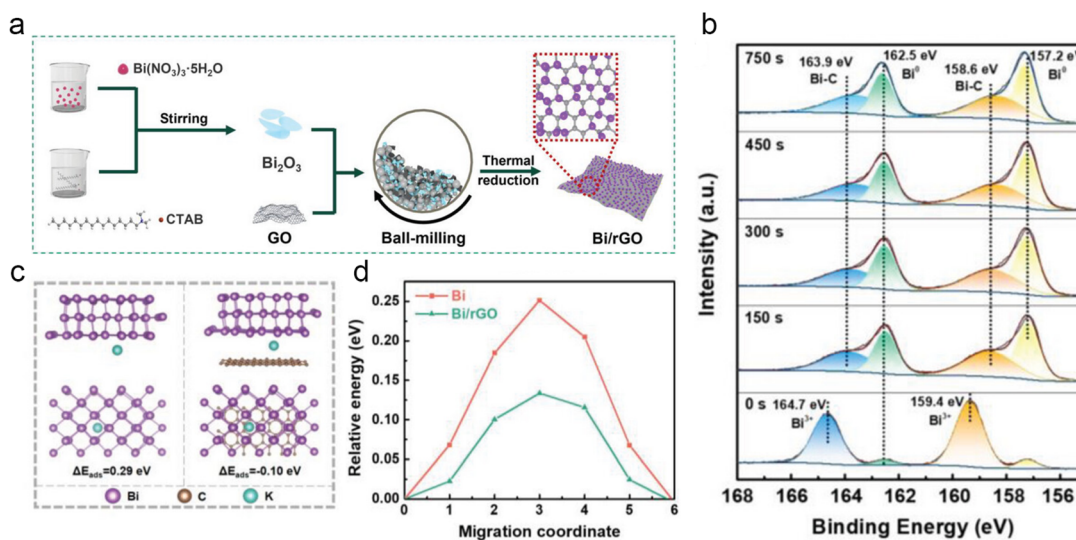 a
Bi(NO₃)₃·5H₂O
Stirring
Bi₂O₃
CTAB
GO
Ball-milling
Thermal
reduction
Bi/rGO
b
750 s
163.9 eV
Bi-C
162.5 eV
Bi⁰
158.6 eV
Bi-C
157.2 eV
Bi⁰
450 s
300 s
150 s
0 s
164.7 eV
Bi³⁺
159.4 eV
Bi³⁺
Intensity (a.u.)
168 166 164 162 160 158 156
Binding Energy (eV)
c
ΔEads=0.29 eV
ΔEads=-0.10 eV
Bi C K
d
Bi
Bi/rGO
Relative energy (eV)
0.25
0.20
0.15
0.10
0.05
0.00
0 1 2 3 4 5 6
Migration coordinate